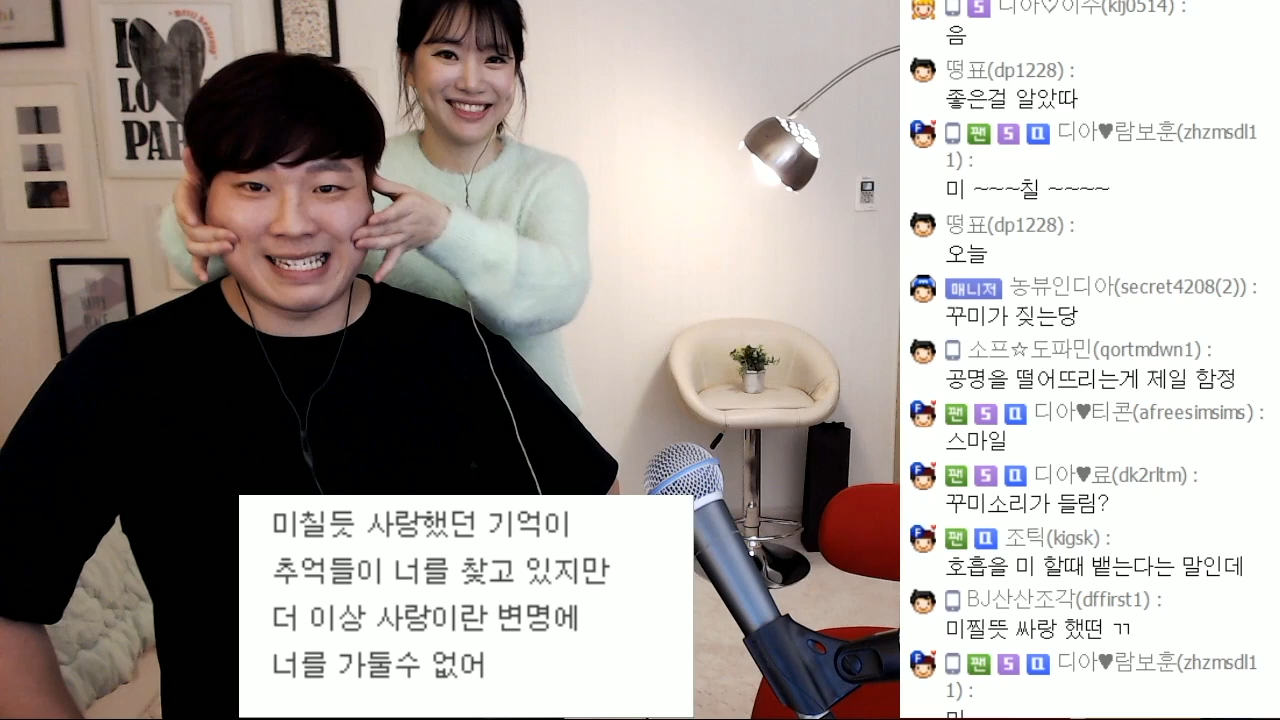 I
LO
PAR
미칠듯 사랑했던 기억이
추억들이 너를 찾고 있지만
더 이상 사랑이란 변명에
너를 가둘수 없어
S 디아♡이수(klj0514) :
음
떵표(dp1228) :
좋은걸 알았따
팬 S 디아♥람보훈(zhzmsdl1
1) :
미 ~~~칠 ~~~~
떵표(dp1228) :
오늘
매니저 농뷰인디아(secret4208(2)) :
꾸미가 짖는당
소프☆도파민(qortmdwn1) :
공명을 떨어뜨리는게 제일 함정
팬 S 디아♥티콘(afreesimsims) :
스마일
팬 S 디아♥료(dk2rltm) :
꾸미소리가 들림?
팬 조틱(kigsk) :
호흡을 미 할때 뱉는다는 말인데
BJ산산조각(dffirst1) :
미찔뜻 싸랑 했떤 ㄲ
팬 S 디아♥람보훈(zhzmsdl1
1) :